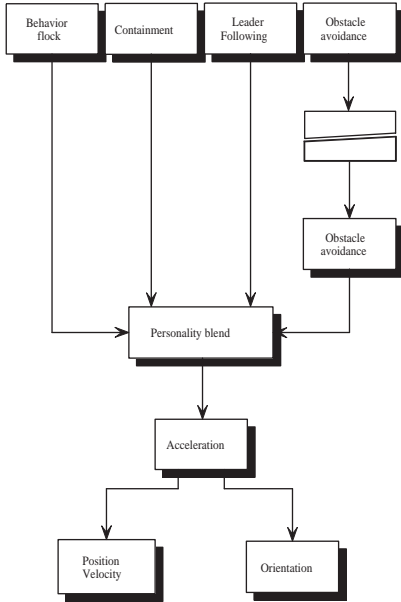 Behavior
flock
Containment
Leader
Following
Obstacle
avoidance
Obstacle
avoidance
Personality blend
Acceleration
Position
Velocity
Orientation